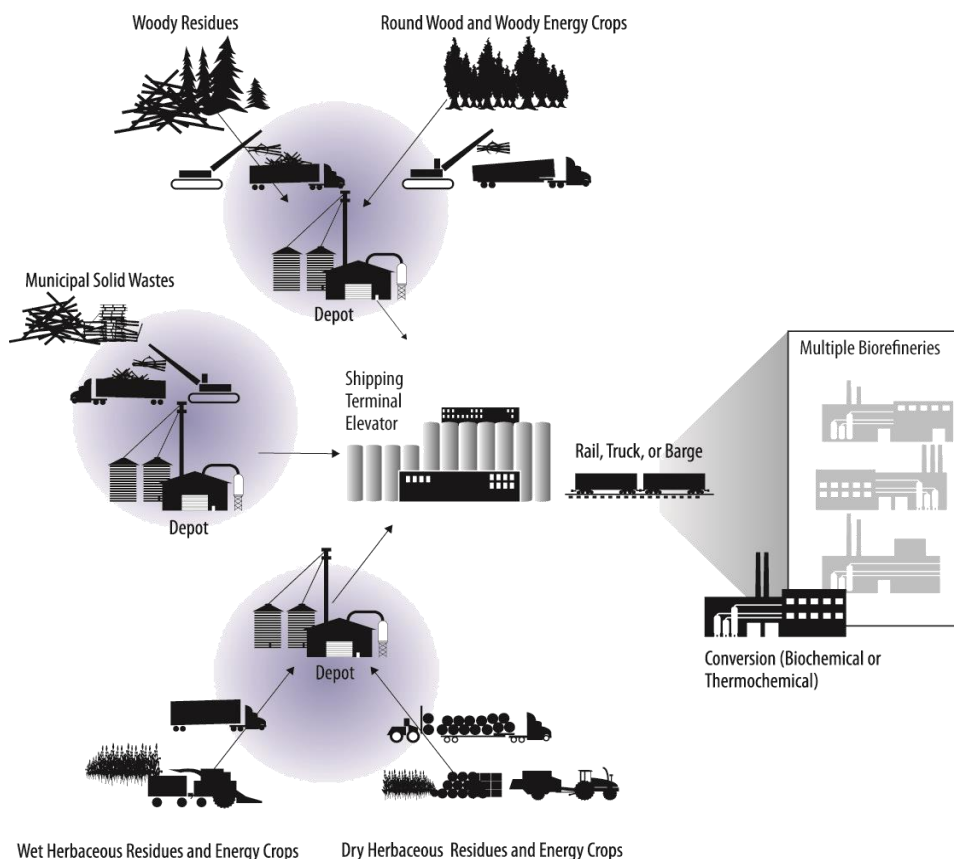 Woody Residues
Round Wood and Woody Energy Crops
Depot
Municipal Solid Wastes
Depot
Shipping
Terminal
Elevator
Rail, Truck, or Barge
Multiple Biorefineries
Conversion (Biochemical or
Thermochemical)
Depot
Wet Herbaceous Residues and Energy Crops
Dry Herbaceous Residues and Energy Crops